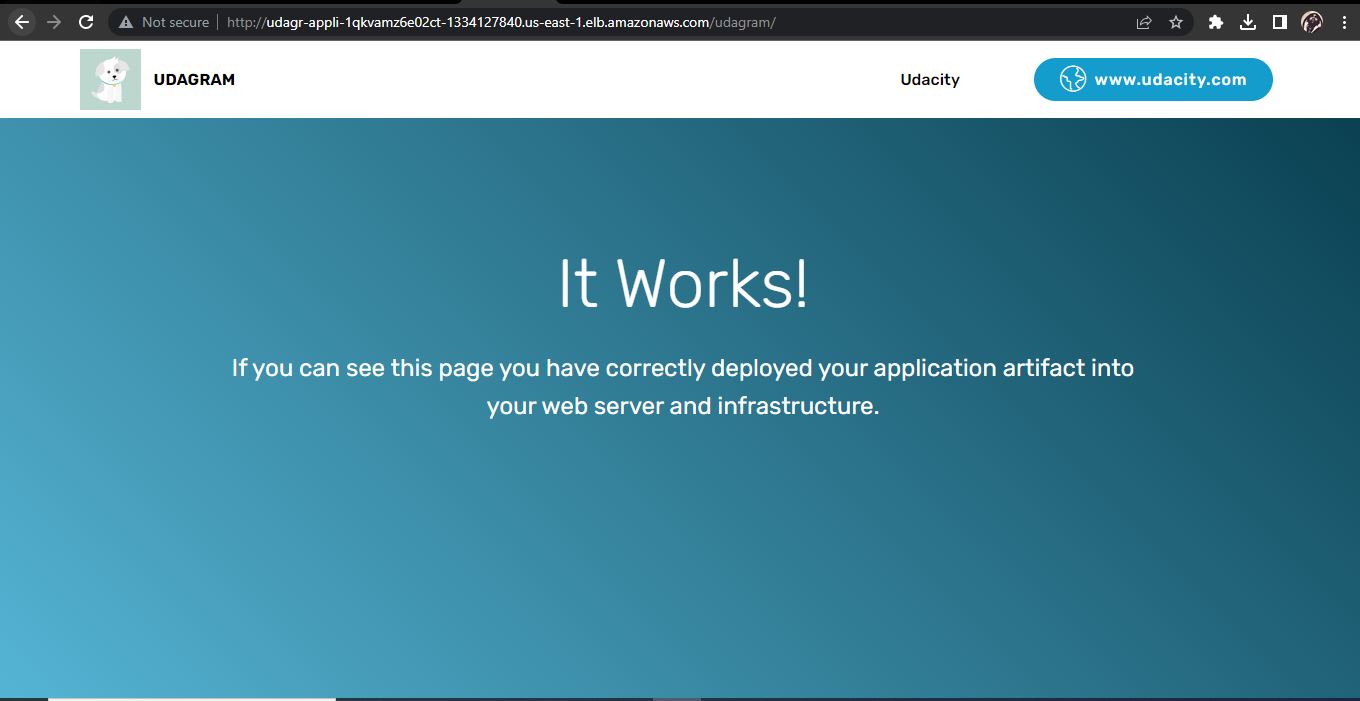 Not secure
http://udagr-appli-1qkvamz6e02ct-1334127840.us-east-1.elb.amazonaws.com/udagram/
UDAGRAM
Udacity
www.udacity.com
It Works!
If you can see this page you have correctly deployed your application artifact into
your web server and infrastructure.